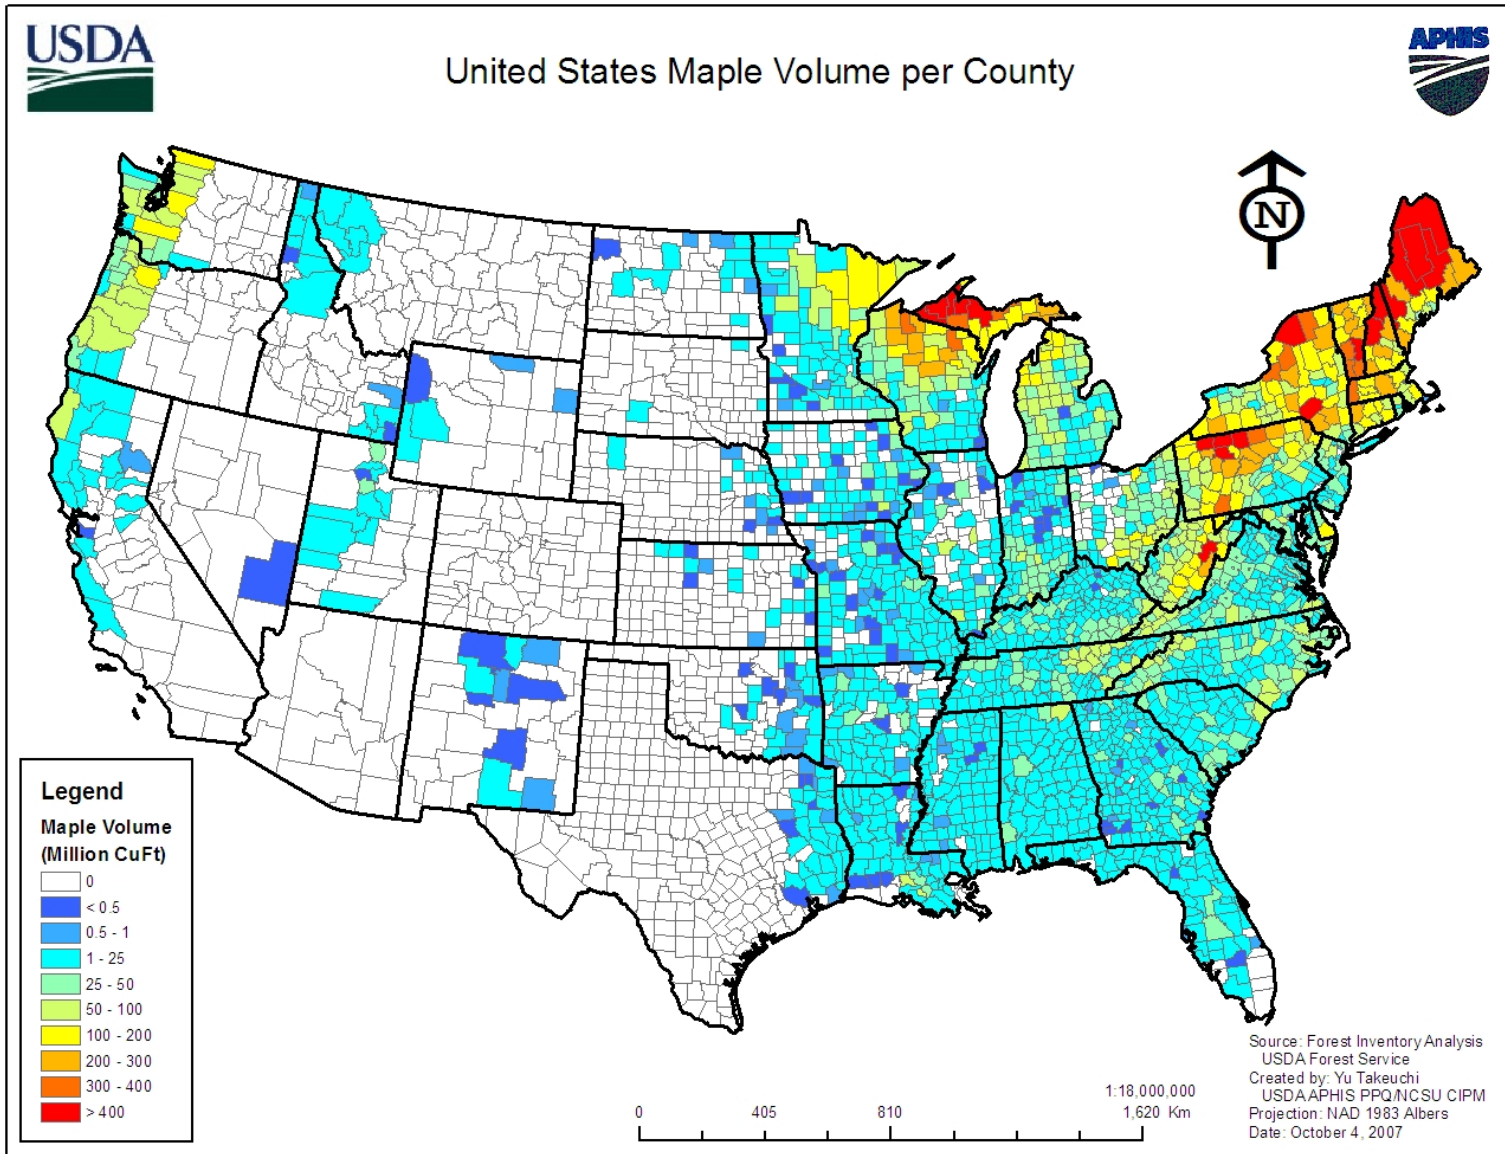 USDA
APHIS
United States Maple Volume per County
N
Legend
Maple Volume
(Million CuFt)
0
< 0.5
0.5 - 1
1 - 25
25 - 50
50 - 100
100 - 200
200 - 300
300 - 400
> 400
1:18,000,000
0 405 810 1,620 Km
Source: Forest Inventory Analysis
USDA Forest Service
Created by: Yu Takeuchi
USDA APHIS PPQ/NCSU CIPM
Projection: NAD 1983 Albers
Date: October 4, 2007